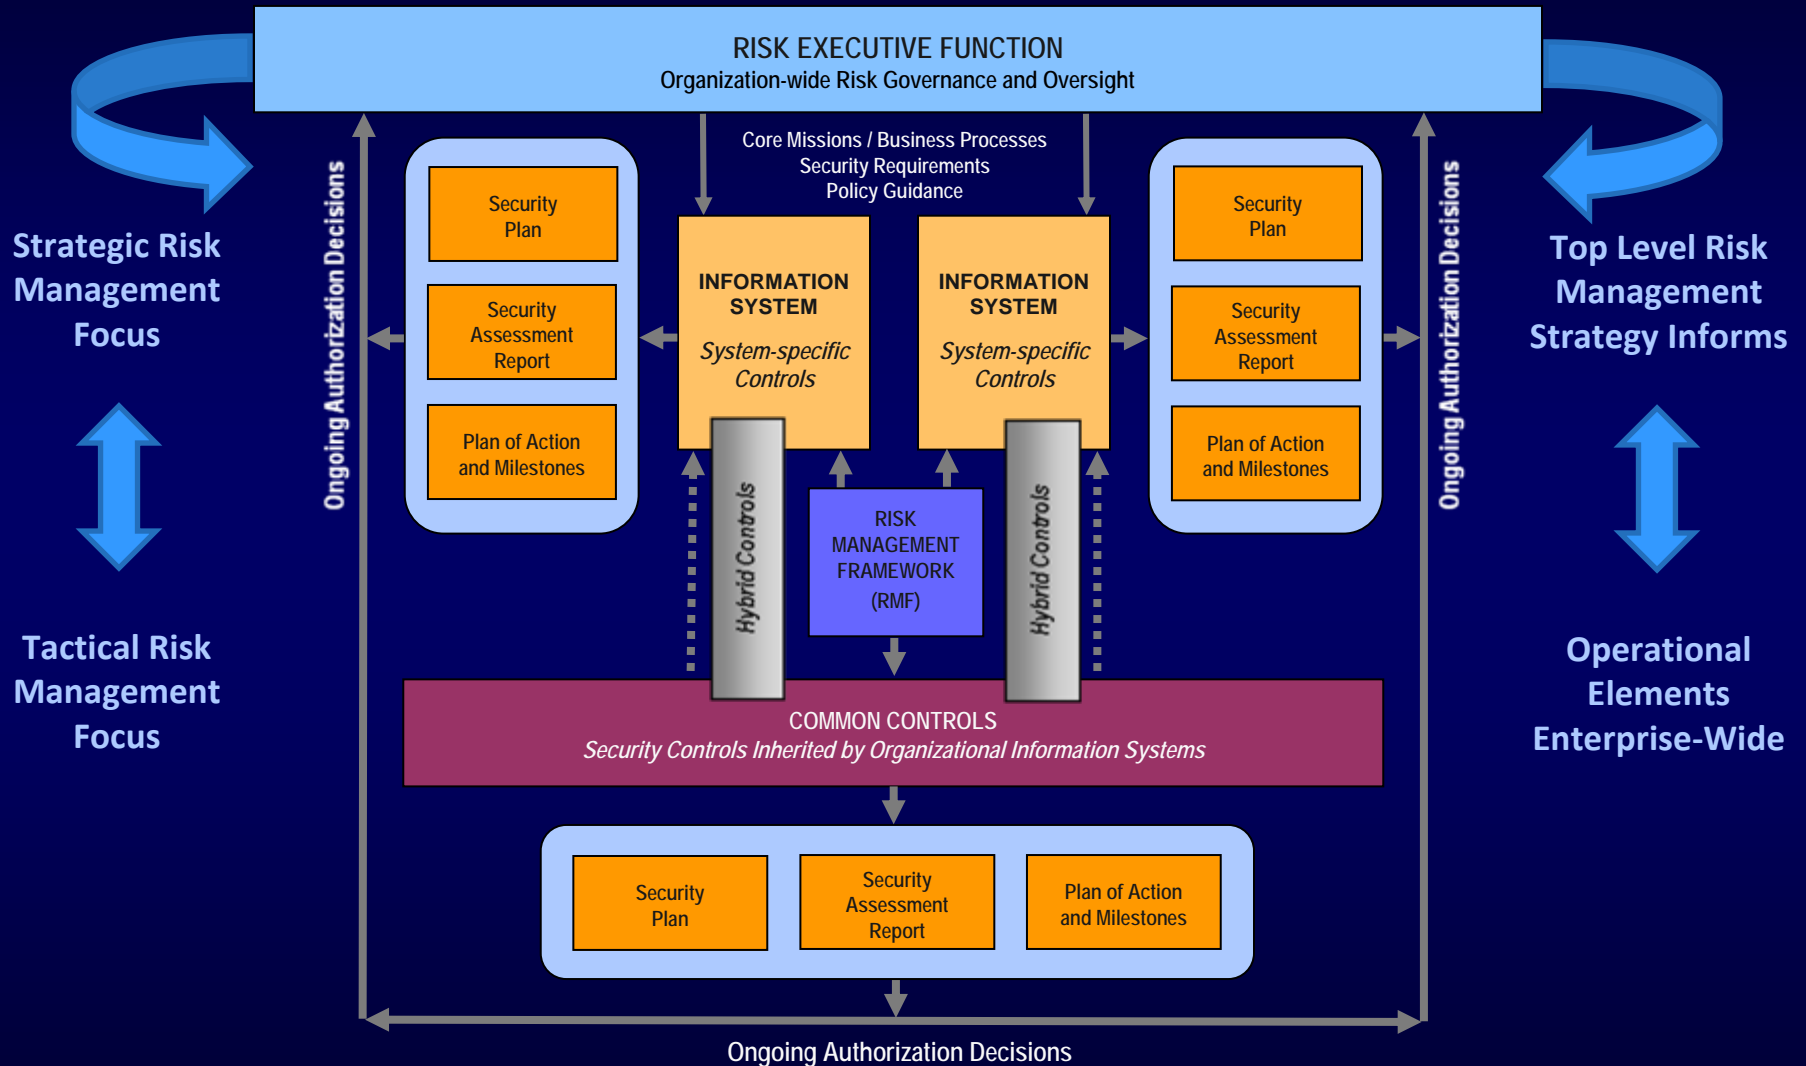 RISK EXECUTIVE FUNCTION
Organization-wide Risk Governance and Oversight
Core Missions / Business Processes
Security Requirements
Policy Guidance
Strategic Risk
Management
Focus
Tactical Risk
Management
Focus
Ongoing Authorization Decisions
Security
Plan
Security
Assessment
Report
Plan of Action
and Milestones
INFORMATION
SYSTEM
System-specific
Controls
INFORMATION
SYSTEM
System-specific
Controls
Security
Plan
Security
Assessment
Report
Plan of Action
and Milestones
Ongoing Authorization Decisions
Top Level Risk
Management
Strategy Informs
Operational
Elements
Enterprise-Wide
Hybrid Controls
RISK
MANAGEMENT
FRAMEWORK
(RMF)
Hybrid Controls
COMMON CONTROLS
Security Controls Inherited by Organizational Information Systems
Security
Plan
Security
Assessment
Report
Plan of Action
and Milestones
Ongoing Authorization Decisions